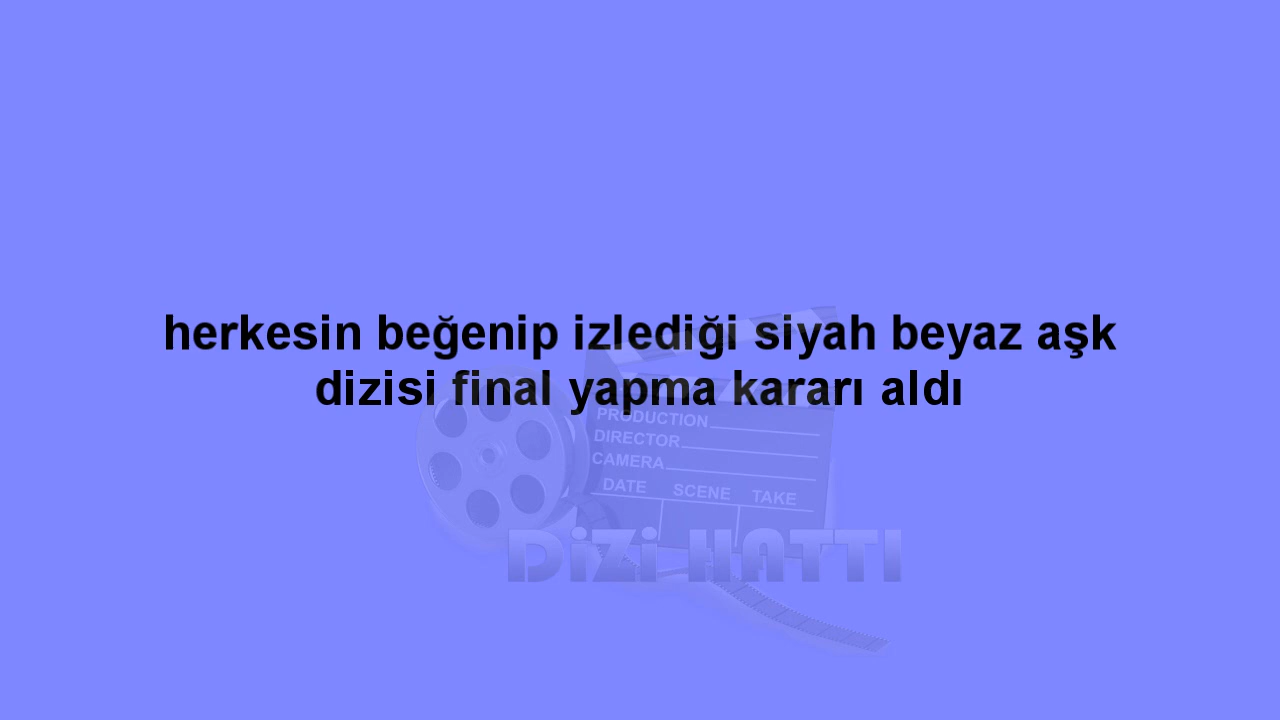 herkesin beğenip izlediği siyah beyaz aşk
dizisi final yapma kararı aldı
PRODUCTION
DIRECTOR
CAMERA
DATE SCENE TAKE
DiZi HATTI